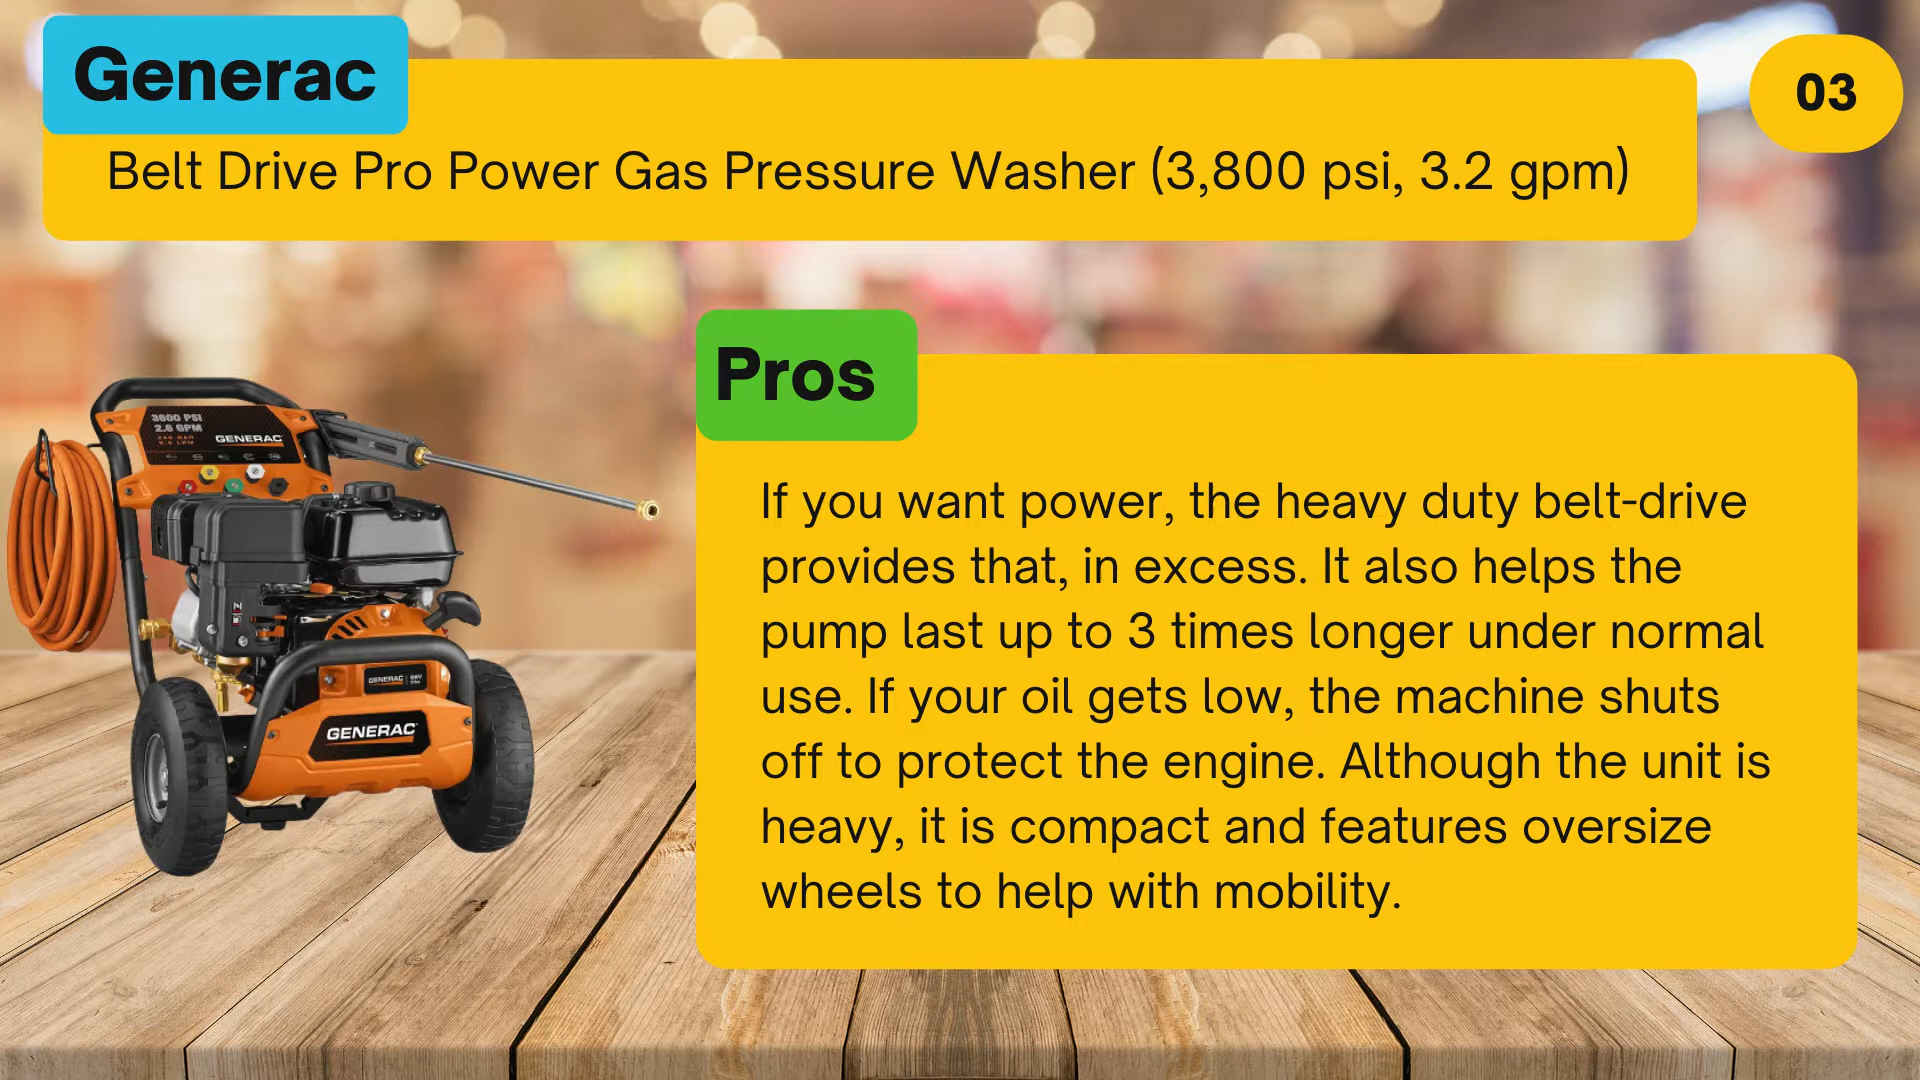 Generac
03
Belt Drive Pro Power Gas Pressure Washer (3,800 psi, 3.2 gpm)
Pros
If you want power, the heavy duty belt-drive
provides that, in excess. It also helps the
pump last up to 3 times longer under normal
use. If your oil gets low, the machine shuts
off to protect the engine. Although the unit is
heavy, it is compact and features oversize
wheels to help with mobility.
3600 PSI
2.6 GPM
GENERAC
GENERAC
GENERAC